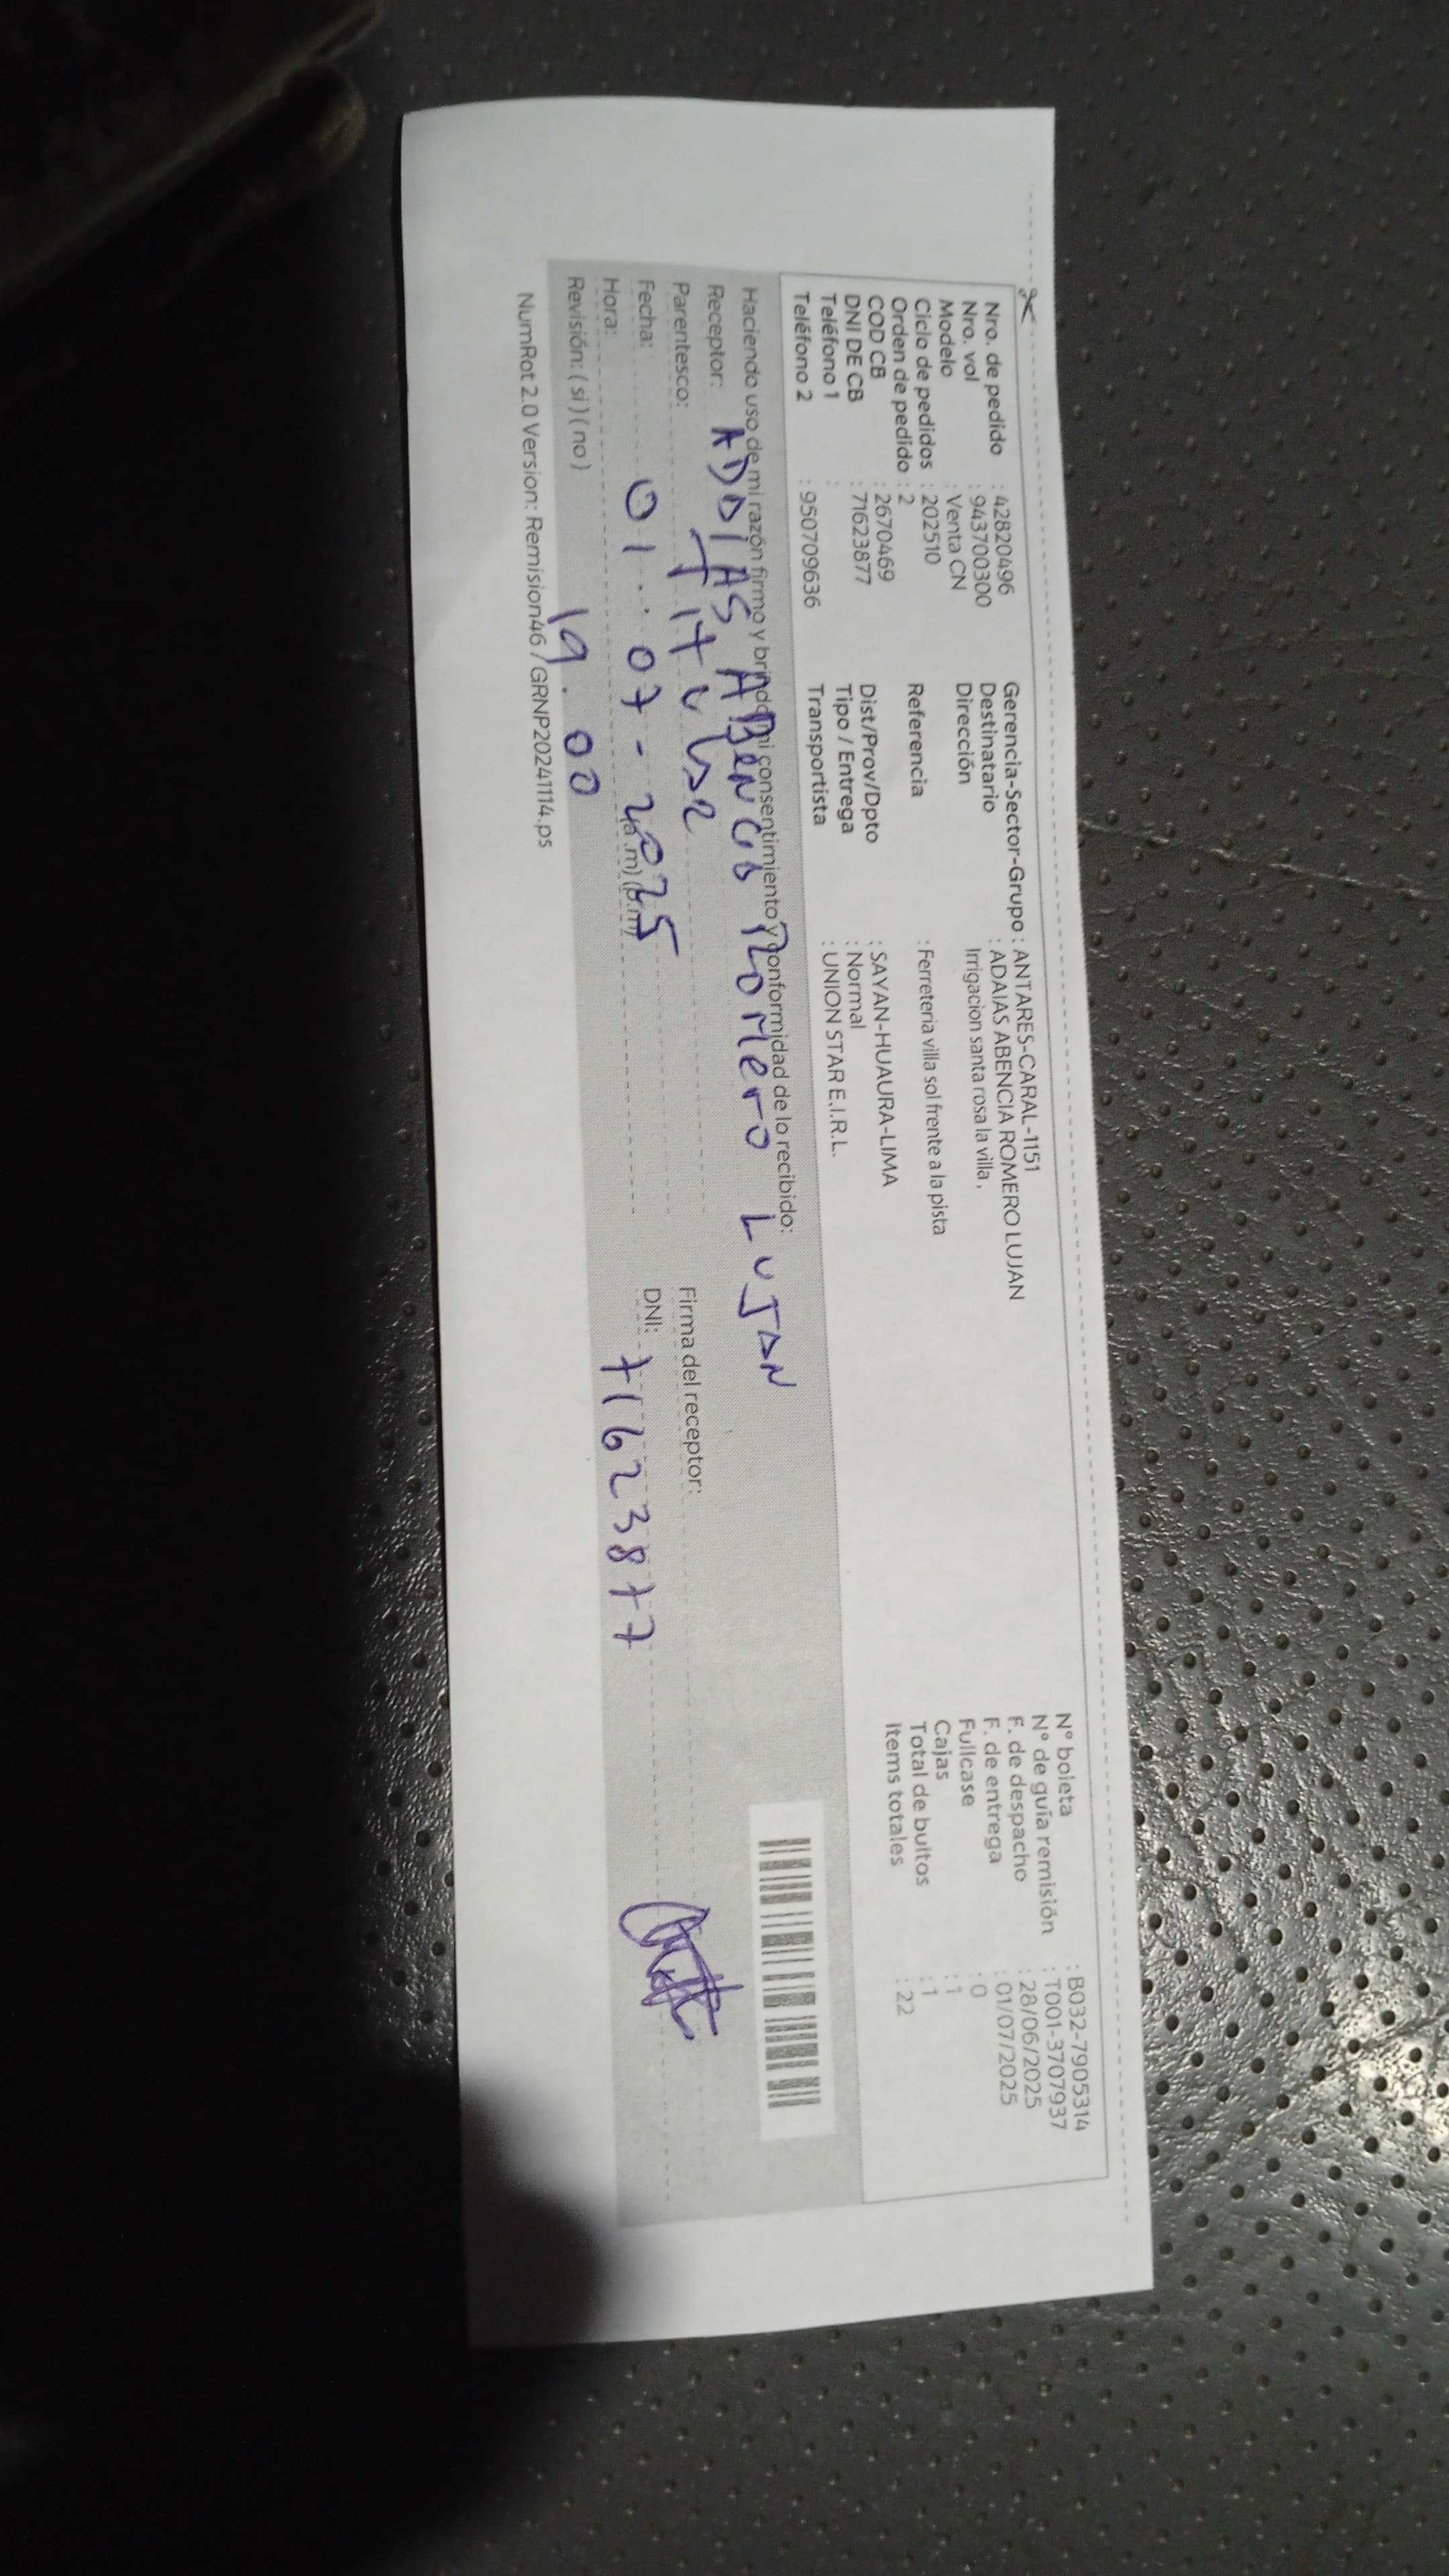 Nro. de pedido : 42820496
Nro. vol : 943700300
Modelo : Venta CN
Ciclo de pedidos : 202510
Orden de pedido : 2
COD CB : 2670469
DNI DE CB : 71623877
Teléfono 1 :
Teléfono 2 : 950709636
Gerencia-Sector-Grupo : ANTARES-CARAL-1151
Destinatario : ADAIAS ABENCIA ROMERO LUJAN
Dirección Irrigacion santa rosa la villa ,
Referencia : Ferreteria villa sol frente a la pista
Dist/Prov/Dpto : SAYAN-HUAURA-LIMA
Tipo / Entrega : Normal
Transportista : UNION STAR E.I.R.L.
N° boleta : B032-7905314
N° de guía remisión : T001-3707937
F. de despacho : 28/06/2025
F. de entrega : 01/07/2025
Fullcase : 0
Cajas : 1
Total de bultos : 1
Items totales : 22
Haciendo uso de mi razón firmo y brindo mi consentimiento y conformidad de lo recibido:
Receptor: ROMERO LUJAN
Parentesco:
Fecha: 01 . 07 - 2025
Hora: 19.00 (a.m) (p.m)
Revisión: ( si ) ( no )
Firma del receptor:
DNI: 71623877
NumRot 2.0 Version: Remision46 / GRNP20241114.ps